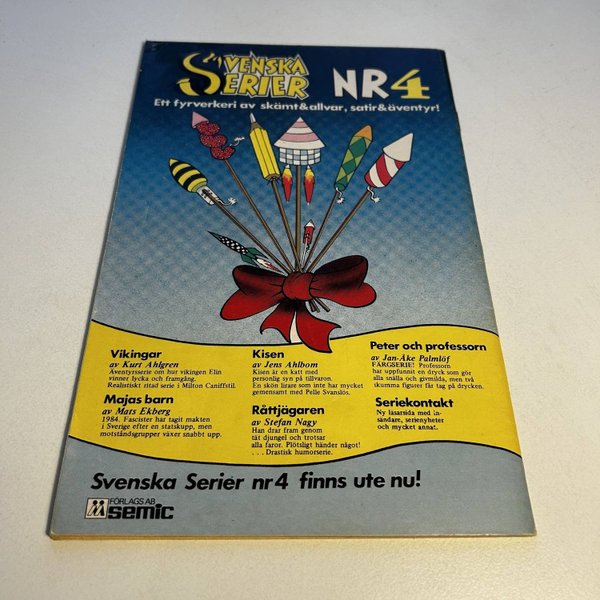 SVENSKA
SERIER NR4
Ett fyrverkeri av skämt&allvar, satir&äventyr!
Vikingar
av Kurt Ahlgren
Äventyrsserie om hur vikingen Elin
vinner lycka och framgång.
Realistiskt ritad serie i Milton Caniffstil.
Majas barn
av Mats Ekberg
1984. Fascister har tagit makten
i Sverige efter en statskupp, men
motståndsgrupper växer snabbt upp.
Kisen
av Jens Ahlbom
Kisen är en katt med
personlig syn på tillvaron.
En skön lirare som inte har mycket
gemensamt med Pelle Svanslös.
Råttjägaren
av Stefan Nagy
Han drar fram genom
tät djungel och trotsar
alla faror. Plötsligt händer något!
. . . Drastisk humorserie.
Peter och professorn
av Jan-Åke Palmlöf
FÄRGSERIE! Professorn
har uppfunnit en dryck som gör
alla snälla och givmilda, men två
skumma figurer får tag på drycken.
Seriekontakt
Ny läsarsida med in-
sändare, serienyheter
och mycket annat.
Svenska Serier nr 4 finns ute nu!
FÖRLAGS AB
semic